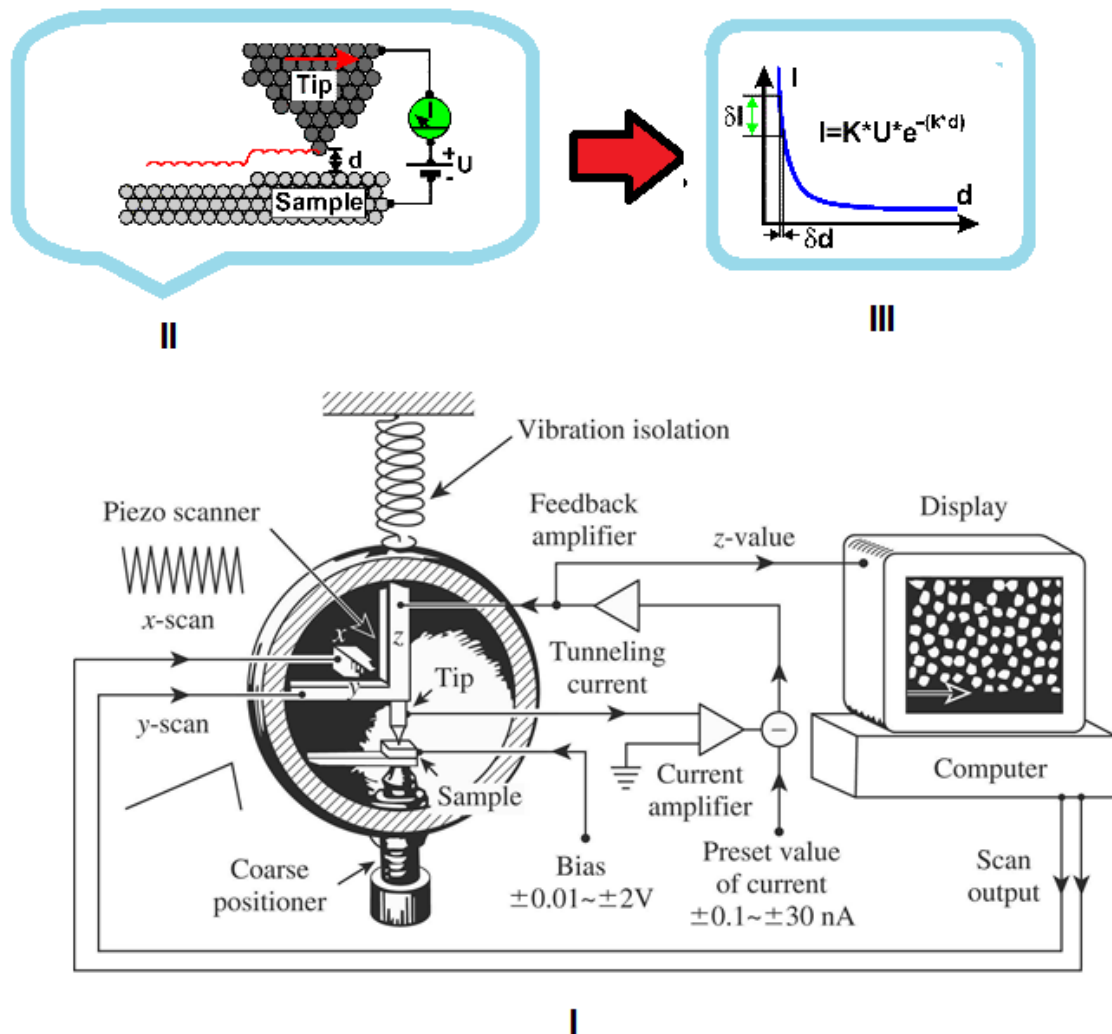 Tip
I
d
+
U
-
Sample
II
I
δI
I=K*U*e^-(k*d)
d
δd
III
Vibration isolation
Piezo scanner
Feedback
amplifier
z-value
Display
x-scan
x
z
y
Tunneling
current
Tip
y-scan
−
Computer
Sample
Current
amplifier
Coarse
positioner
Bias
±0.01~±2V
Preset value
of current
±0.1~±30 nA
Scan
output
I